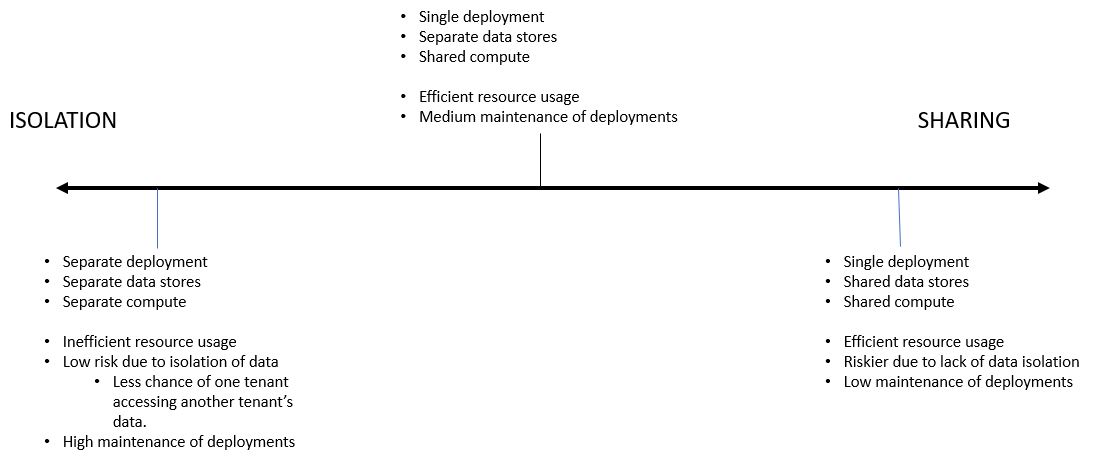 • Single deployment
• Separate data stores
• Shared compute
• Efficient resource usage
• Medium maintenance of deployments
ISOLATION
SHARING
• Separate deployment
• Separate data stores
• Separate compute
• Inefficient resource usage
• Low risk due to isolation of data
• Less chance of one tenant
accessing another tenant’s
data.
• High maintenance of deployments
• Single deployment
• Shared data stores
• Shared compute
• Efficient resource usage
• Riskier due to lack of data isolation
• Low maintenance of deployments